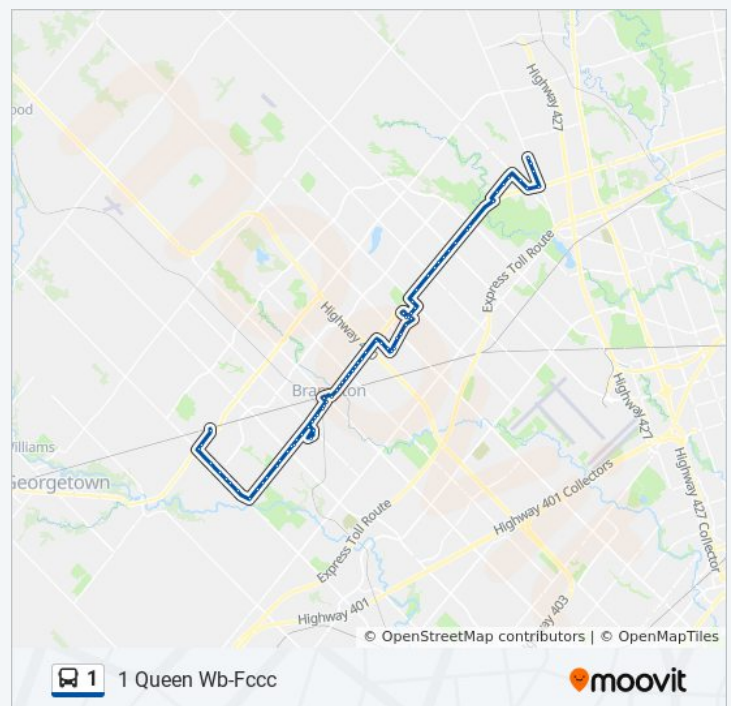 Highway 427
ood
Express Toll Route
Highway 4
Brampton
Williams
Georgetown
Highway 427
Highway 401 Collectors
Highway 427 Collector
Express Toll Route
Highway 401
Highway 403
© OpenStreetMap contributors | © OpenMapTiles
1 1 Queen Wb-Fccc
moovit